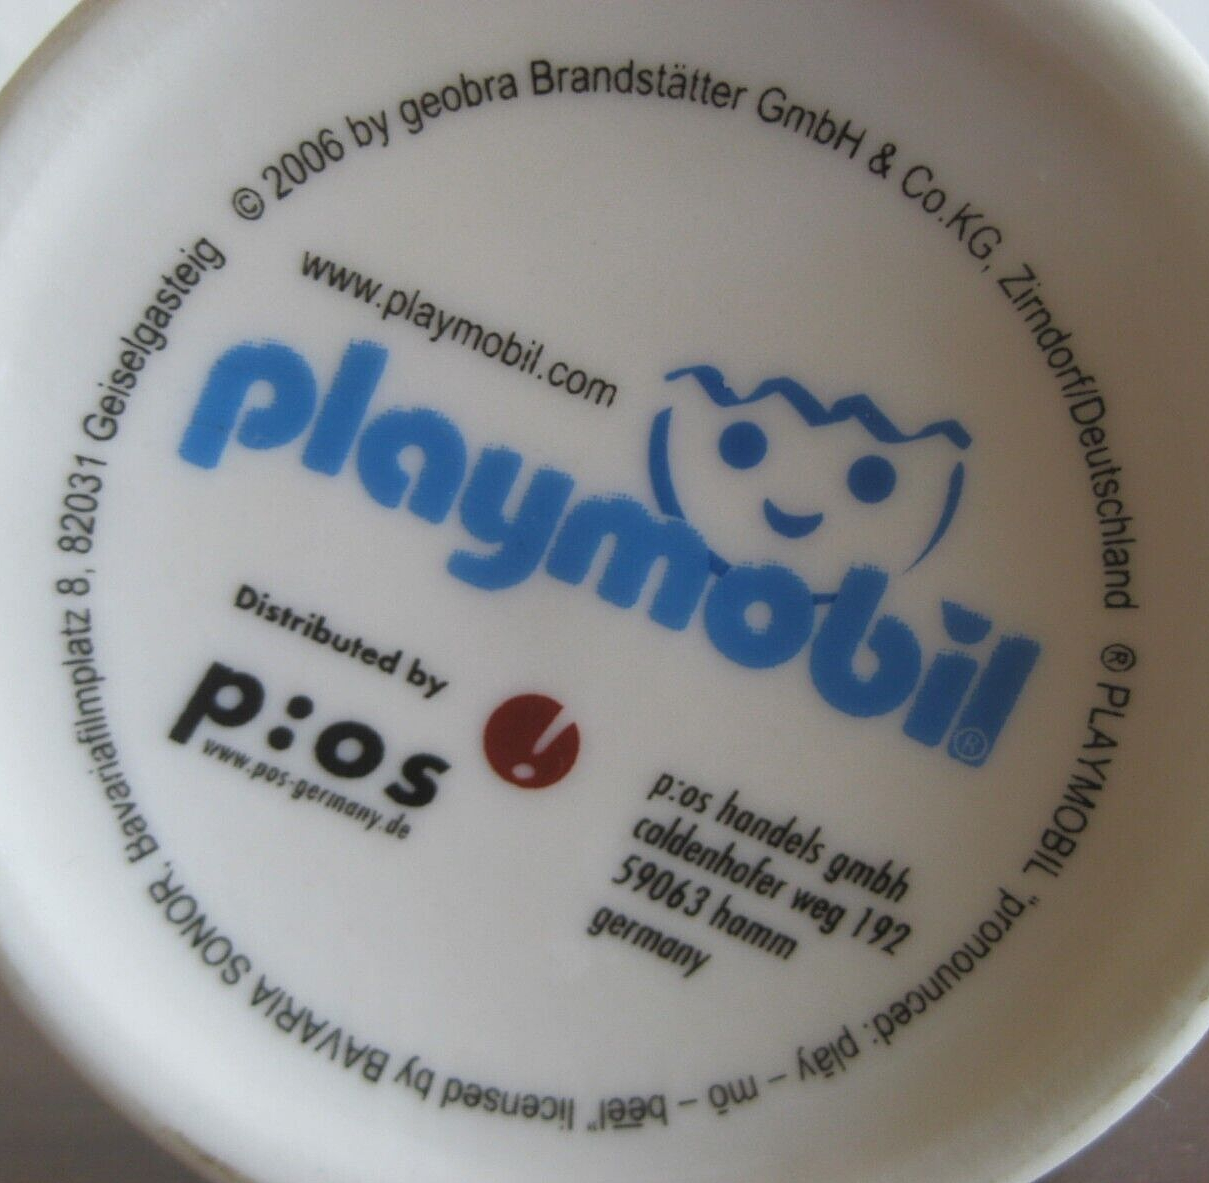 © 2006 by geobra Brandstätter GmbH & Co.KG, Zirndorf/Deutschland ® PLAYMOBIL "pronounced: plāy – mō – bēēl" licensed by BAVARIA SONOR, Bavariafilmplatz 8, 82031 Geiselgasteig
www.playmobil.com
playmobil®
Distributed by
p:os
www.pos-germany.de
p:os handels gmbh
caldenhofer weg 192
59063 hamm
germany